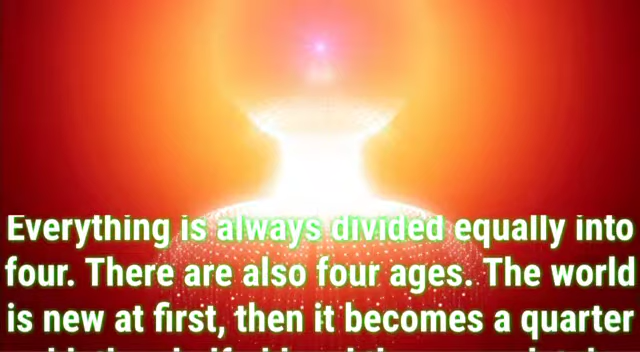 Everything is always divided equally into
four. There are also four ages. The world
is new at first, then it becomes a quarter